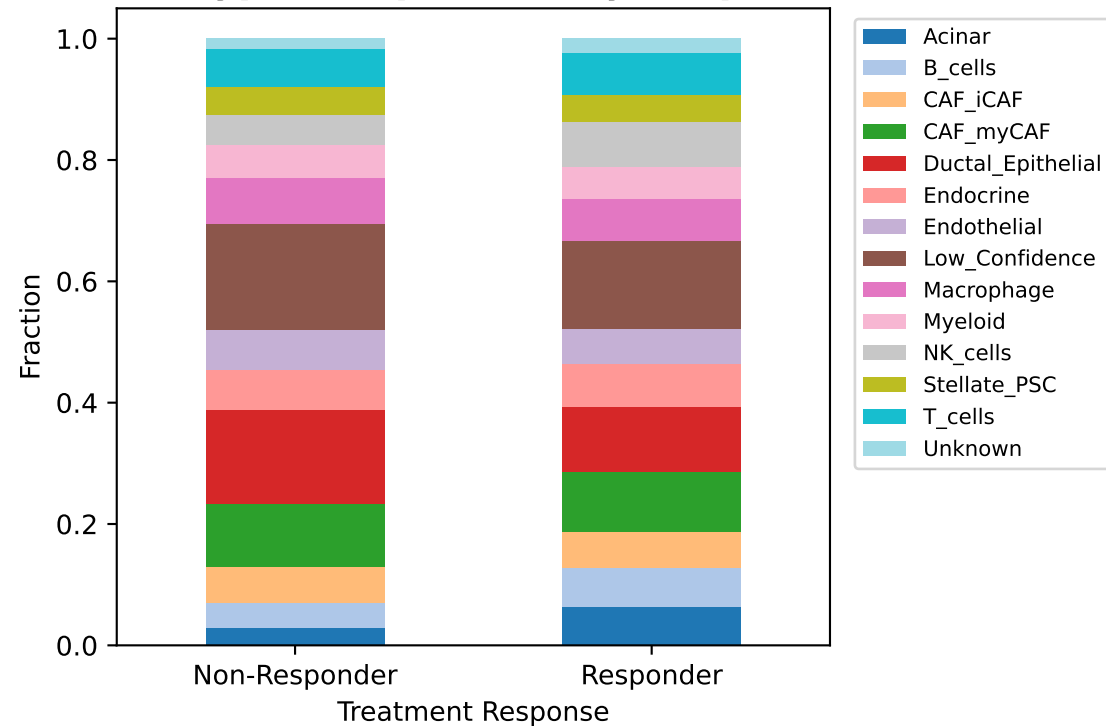 1.0
0.8
0.6
0.4
0.2
0.0
Fraction
Non-Responder
Responder
Treatment Response
Acinar
B_cells
CAF_iCAF
CAF_myCAF
Ductal_Epithelial
Endocrine
Endothelial
Low_Confidence
Macrophage
Myeloid
NK_cells
Stellate_PSC
T_cells
Unknown